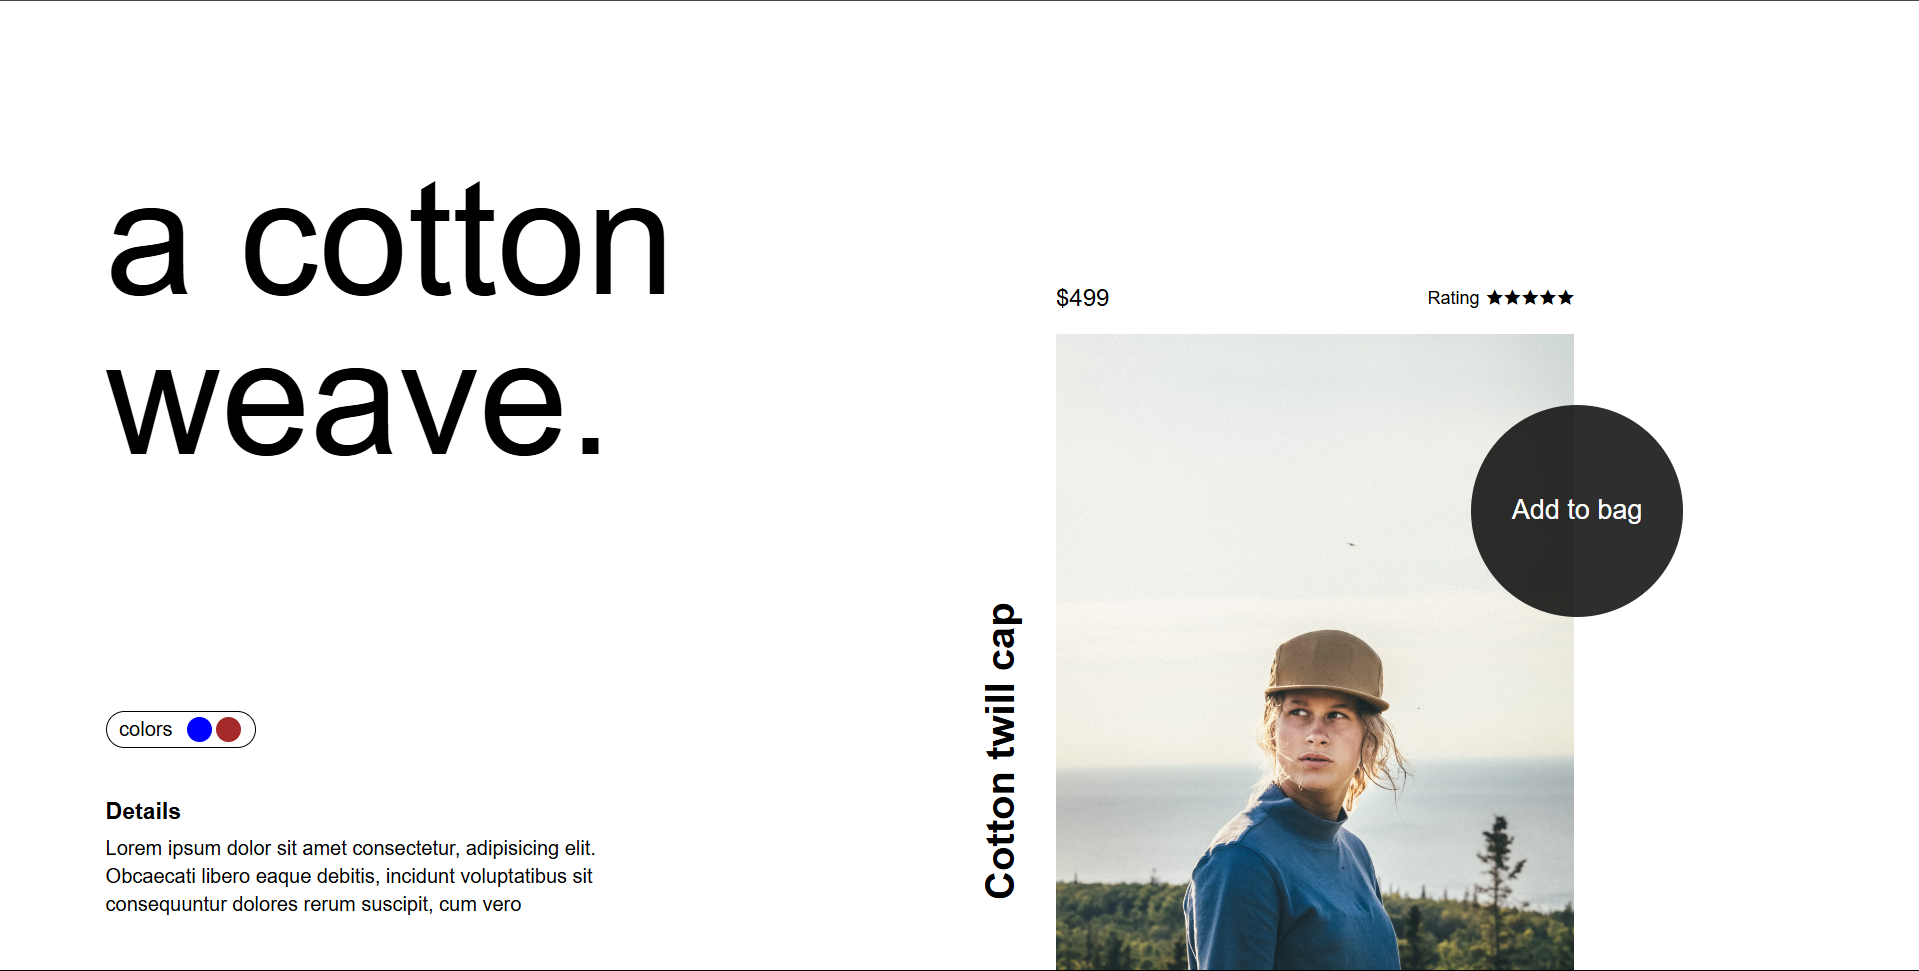 a cotton
weave.
colors
Details
Lorem ipsum dolor sit amet consectetur, adipisicing elit.
Obcaecati libero eaque debitis, incidunt voluptatibus sit
consequuntur dolores rerum suscipit, cum vero
$499
Rating ★★★★★
Add to bag
Cotton twill cap